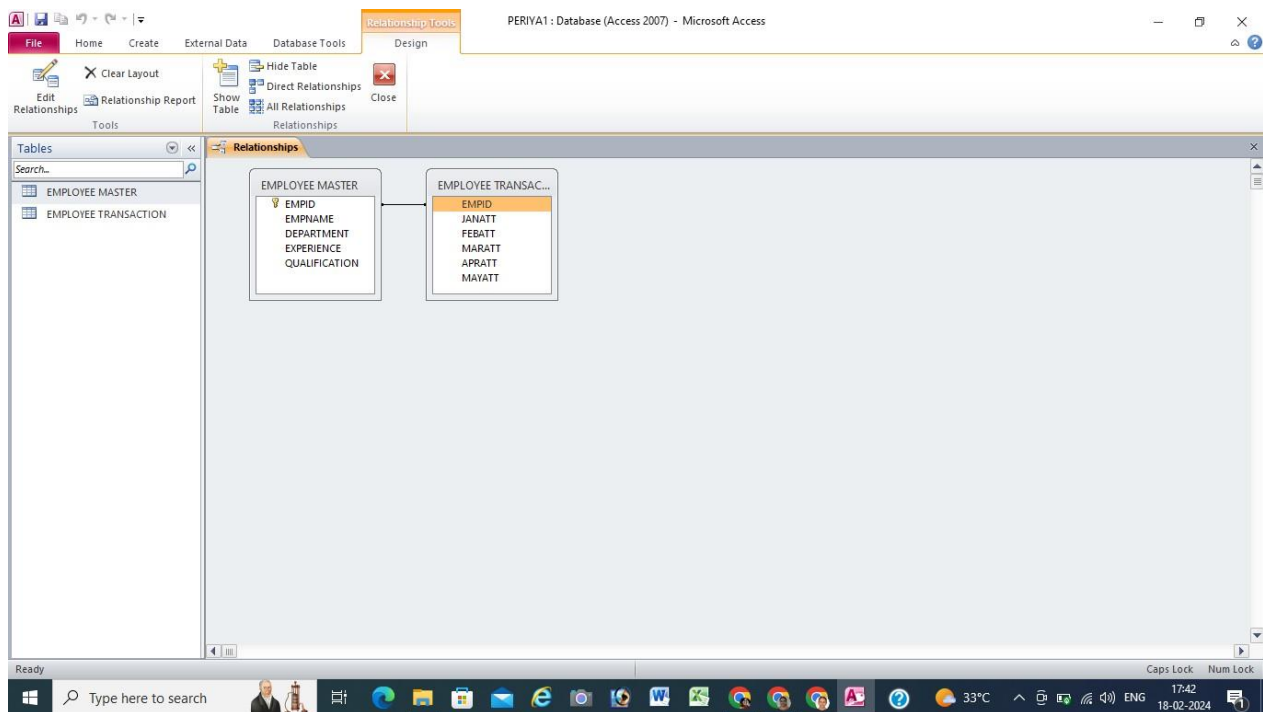 A
PERIYA1 : Database (Access 2007) - Microsoft Access
Relationship Tools
File Home Create External Data Database Tools Design
Edit Relationships
Clear Layout
Relationship Report
Tools
Show Table
Hide Table
Direct Relationships
All Relationships
Relationships
Close
Tables
Search...
EMPLOYEE MASTER
EMPLOYEE TRANSACTION
Relationships
EMPLOYEE MASTER
EMPID
EMPNAME
DEPARTMENT
EXPERIENCE
QUALIFICATION
EMPLOYEE TRANSAC...
EMPID
JANATT
FEBATT
MARATT
APRATT
MAYATT
Ready
Caps Lock Num Lock
Type here to search
33°C
ENG
17:42
18-02-2024